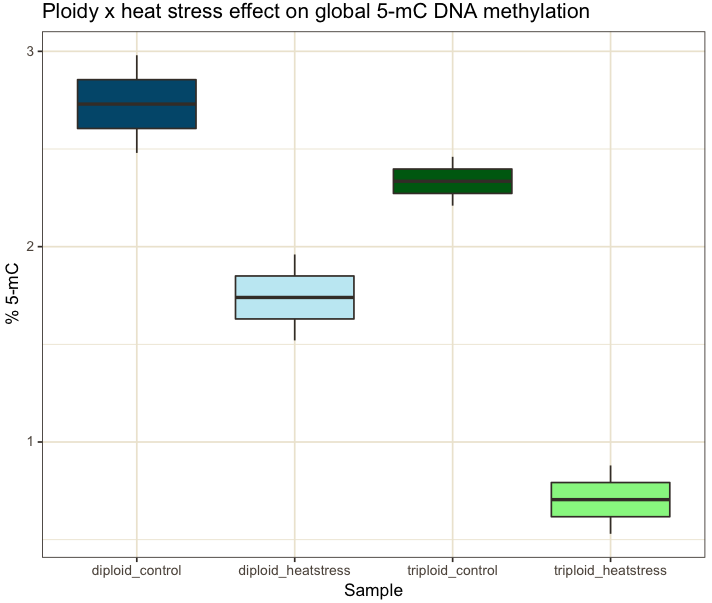 Ploidy x heat stress effect on global 5-mC DNA methylation
3
2
1
% 5-mC
diploid_control
diploid_heatstress
triploid_control
triploid_heatstress
Sample